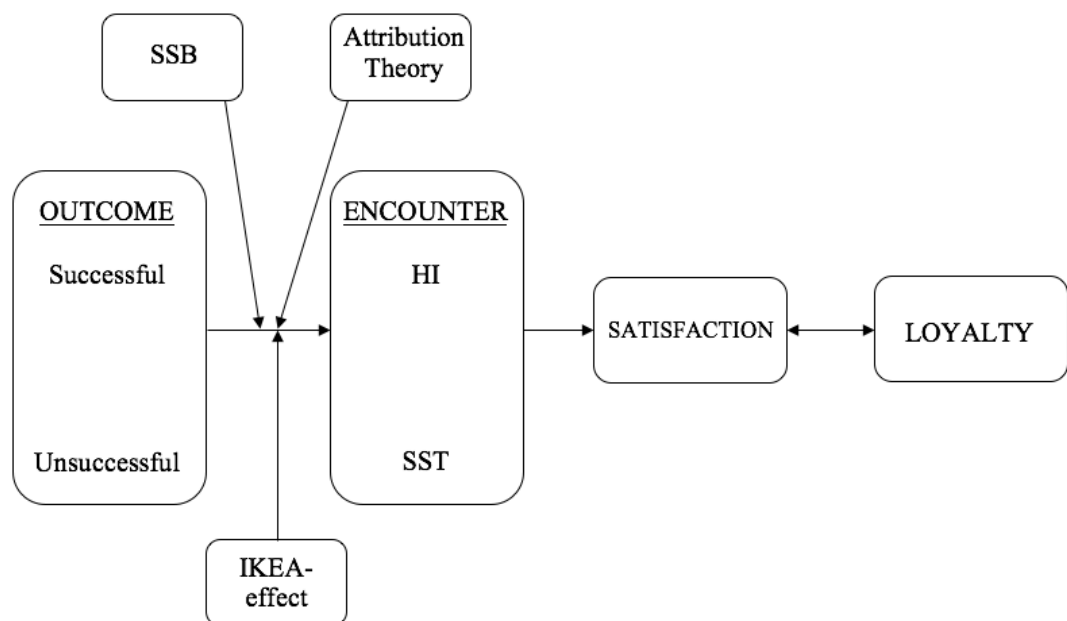 SSB
Attribution
Theory
OUTCOME
Successful
Unsuccessful
ENCOUNTER
HI
SST
SATISFACTION
LOYALTY
IKEA-
effect